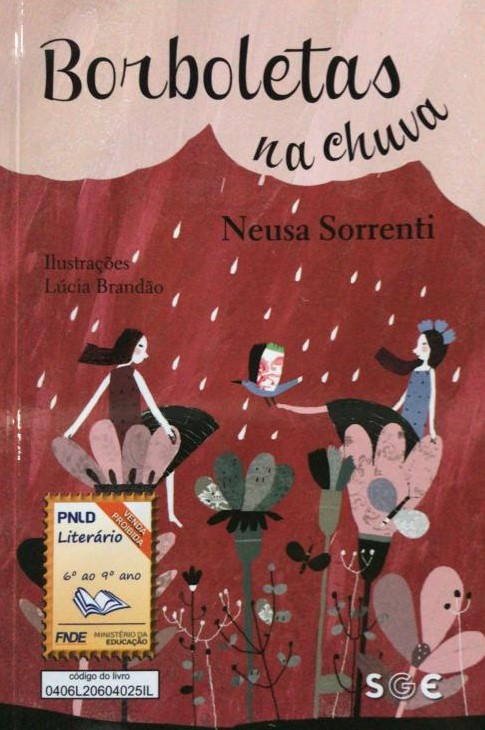 Borboletas
na chuva
Neusa Sorrenti
Ilustrações
Lúcia Brandão
PNLD
Literário
VENDA
PROIBIDA
6º ao 9º ano
FNDE
MINISTÉRIO DA
EDUCAÇÃO
código do livro
0406L20604025IL
SGE